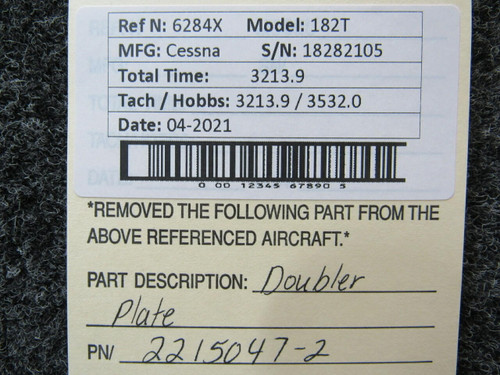 Ref N: 6284X Model: 182T
MFG: Cessna S/N: 18282105
Total Time: 3213.9
Tach / Hobbs: 3213.9 / 3532.0
Date: 04-2021
0 00 12345 67890 5
*REMOVED THE FOLLOWING PART FROM THE
ABOVE REFERENCED AIRCRAFT.*
PART DESCRIPTION: Doubler
Plate
PN/ 2215047-2